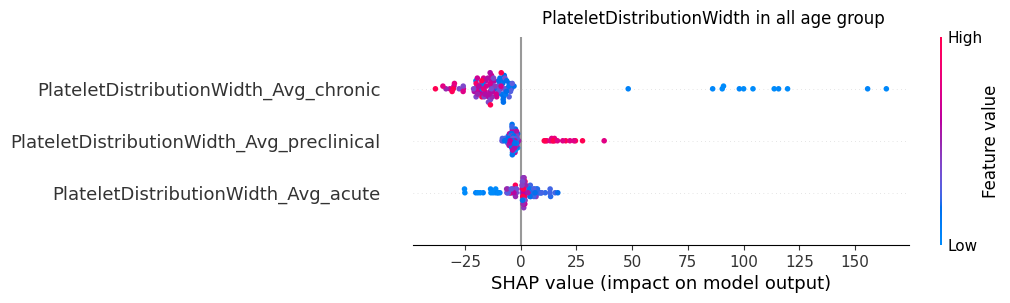 PlateletDistributionWidth in all age group
High
PlateletDistributionWidth_Avg_chronic
PlateletDistributionWidth_Avg_preclinical
PlateletDistributionWidth_Avg_acute
Feature value
Low
−25 0 25 50 75 100 125 150
SHAP value (impact on model output)